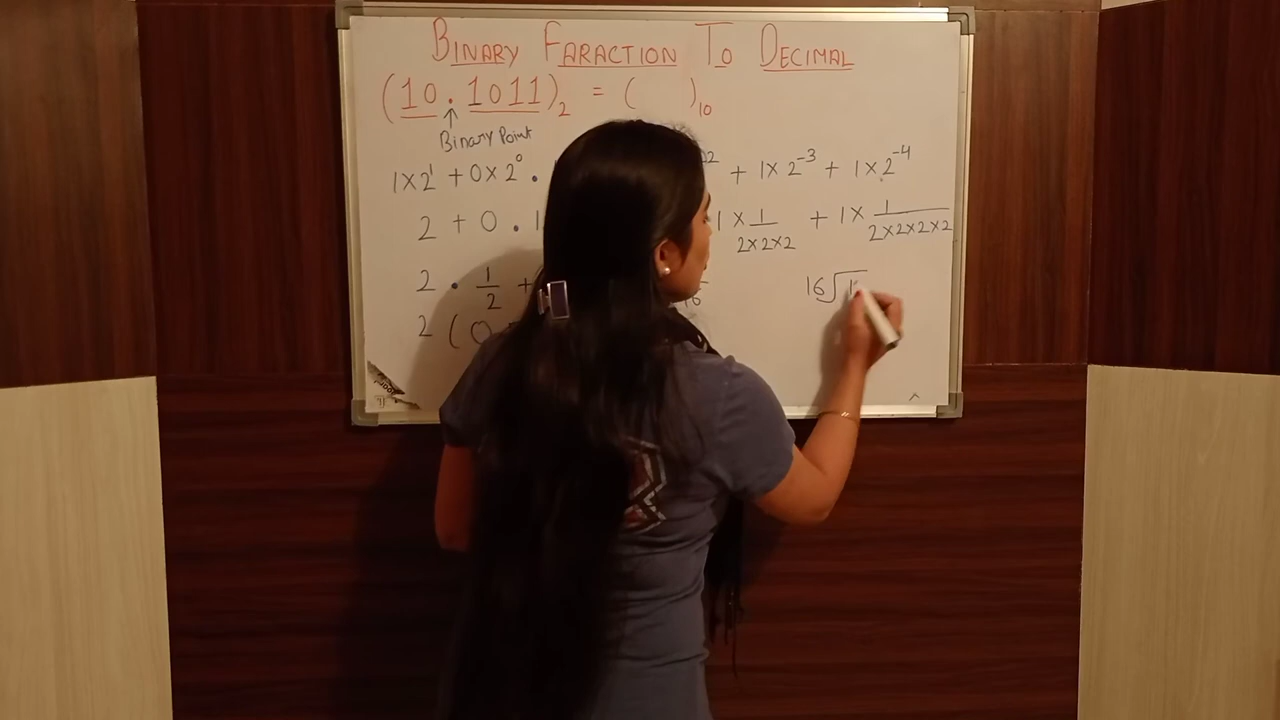 BINARY FARACTION TO DECIMAL
(10.1011)₂ = ( )₁₀
↑
Binary Point
1×2¹ + 0×2⁰ . + 1×2⁻³ + 1×2⁻⁴
2 + 0 . 1 1 × 1/2×2×2 + 1× 1/2×2×2×2
2 . 1/2 + 16 16√1
2 (0.